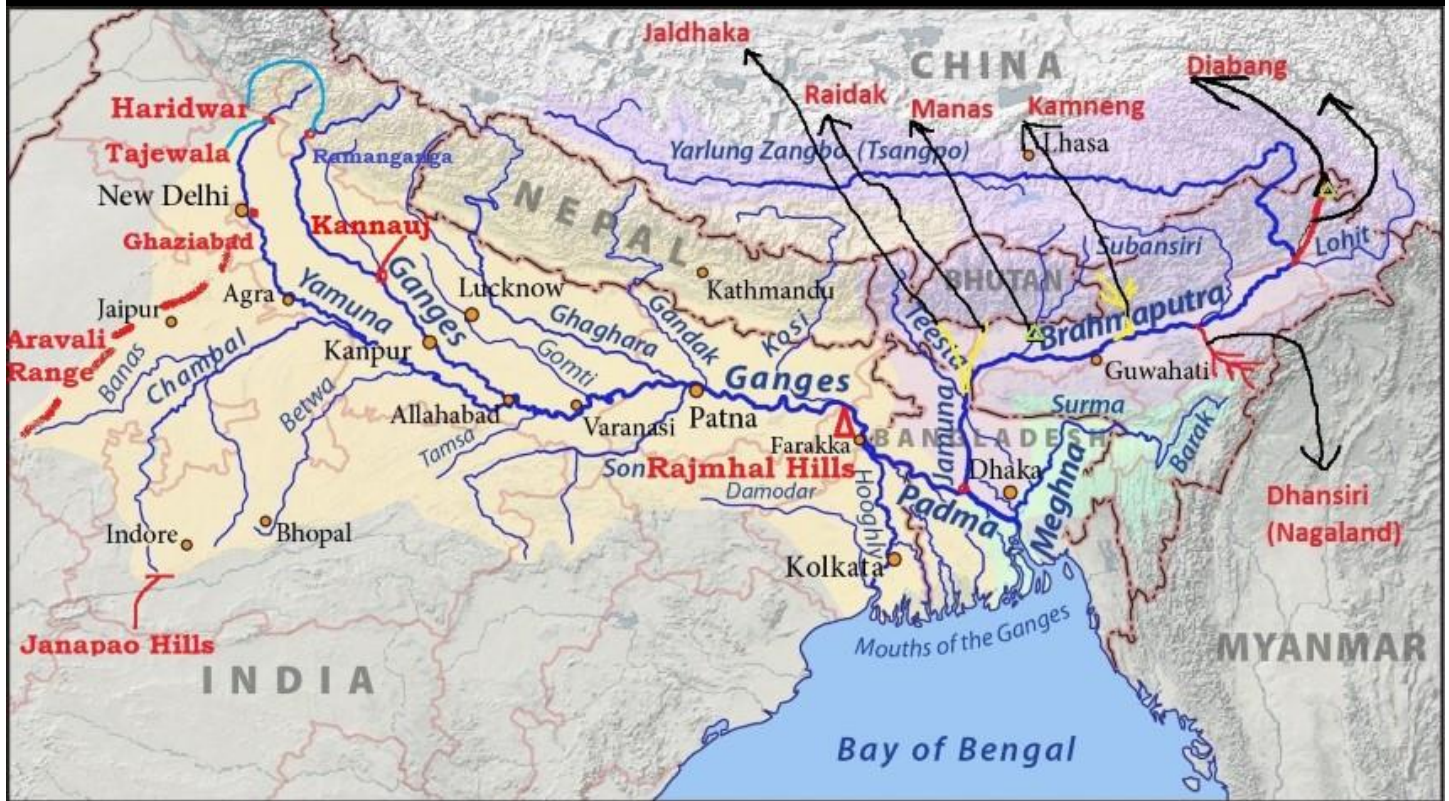 Jaldhaka
CHINA
Diabang
Raidak
Manas
Kamneng
Haridwar
Lhasa
Tajewala
Ramanganga
Yarlung Zangbo (Tsangpo)
New Delhi
NEPAL
Ghaziabad
Kannauj
Subansiri
Lohit
BHUTAN
Jaipur
Agra
Yamuna
Ganges
Lucknow
Kathmandu
Aravali
Range
Banas
Chambal
Kanpur
Ghaghara
Gandak
Kosi
Teesta
Brahmaputra
Guwahati
Gomti
Betwa
Ganges
Allahabad
Varanasi
Patna
Surma
Tamsa
Farakka
BANGLADESH
Jamuna
Barak
Son
Rajmhal Hills
Dhaka
Damodar
Hooghly
Padma
Meghna
Dhansiri
(Nagaland)
Indore
Bhopal
Kolkata
Janapao Hills
Mouths of the Ganges
MYANMAR
INDIA
Bay of Bengal